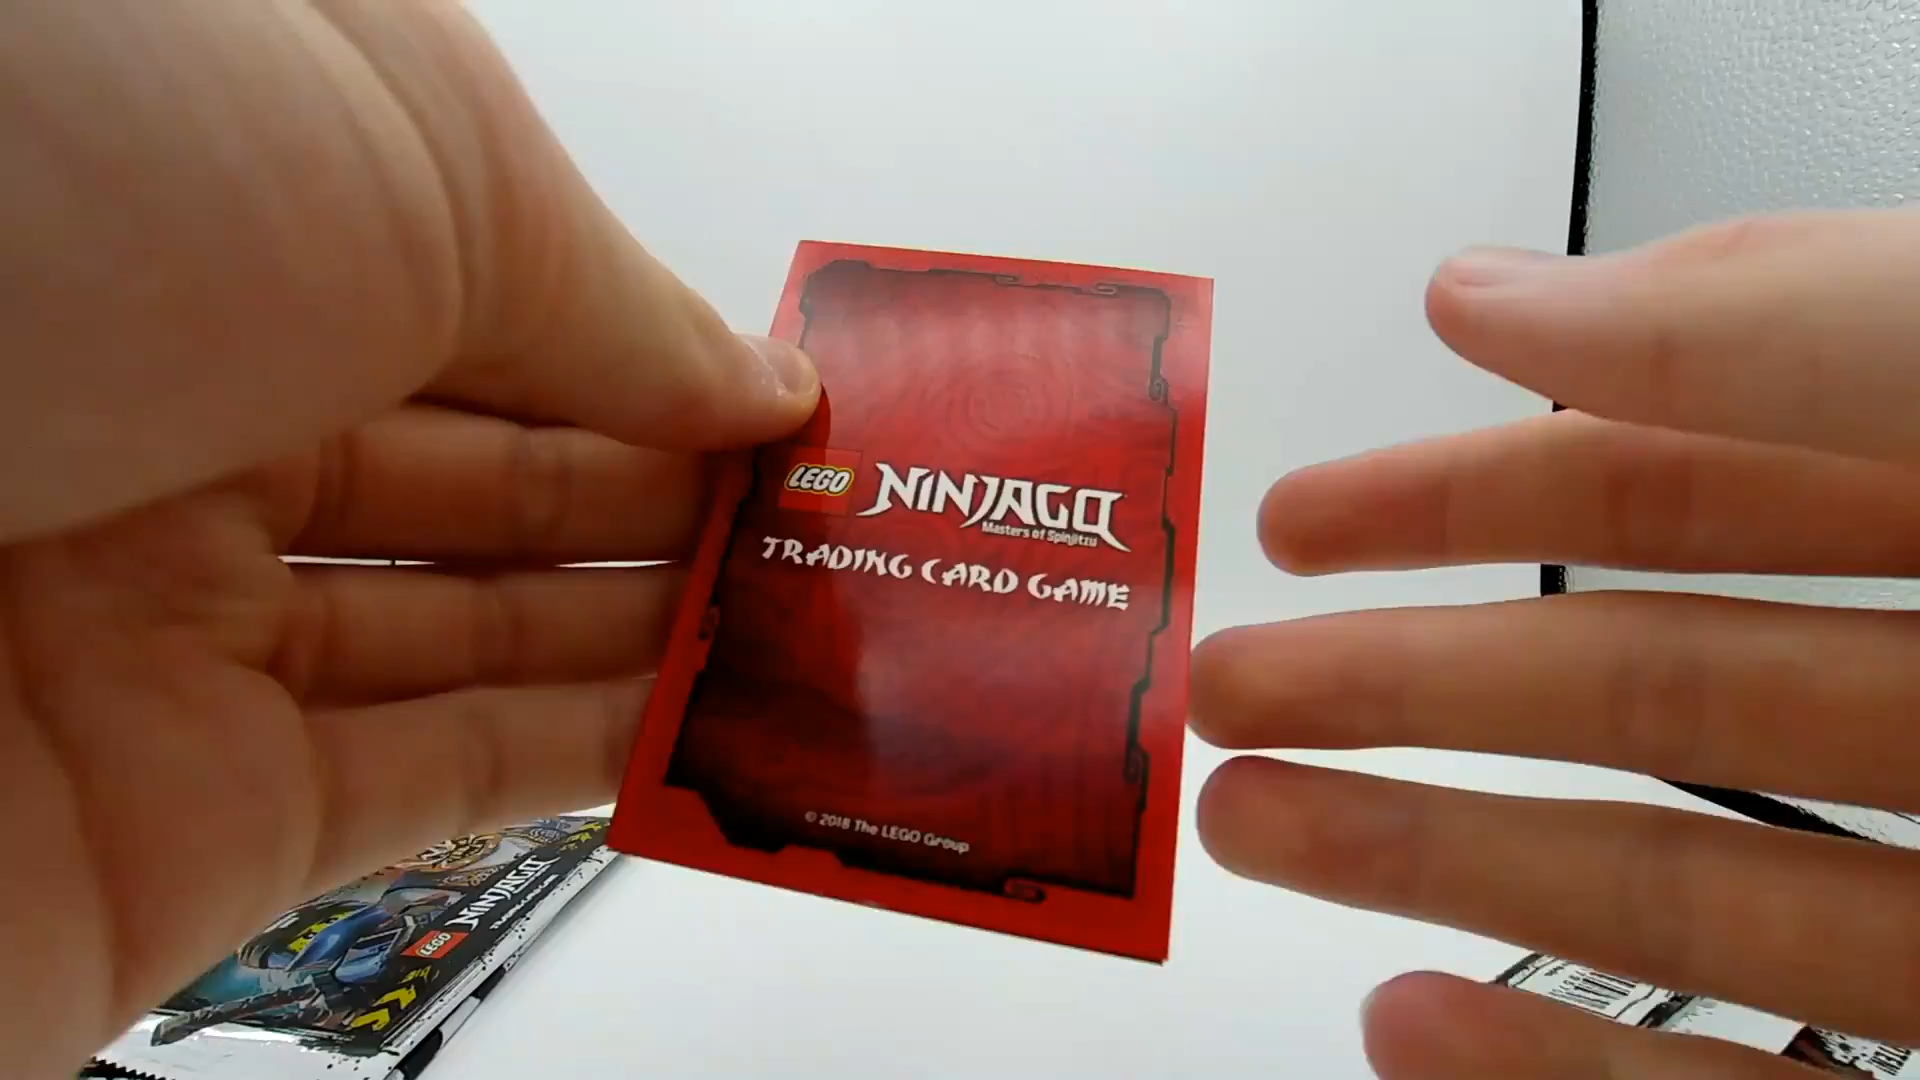 LEGO NINJAGO
Masters of Spinjitzu
TRADING CARD GAME
© 2018 The LEGO Group
LEGO NINJAGO